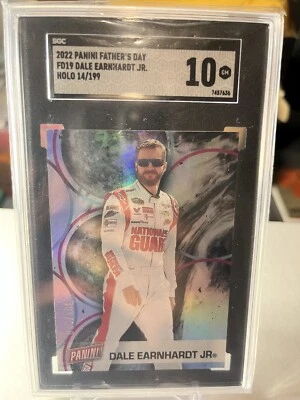 SGC
2022 PANINI FATHER'S DAY
FD19 DALE EARNHARDT JR.
HOLO 14/199
10
GM
7487636
NATIONAL
GUARD
PANINI
DALE EARNHARDT JR®